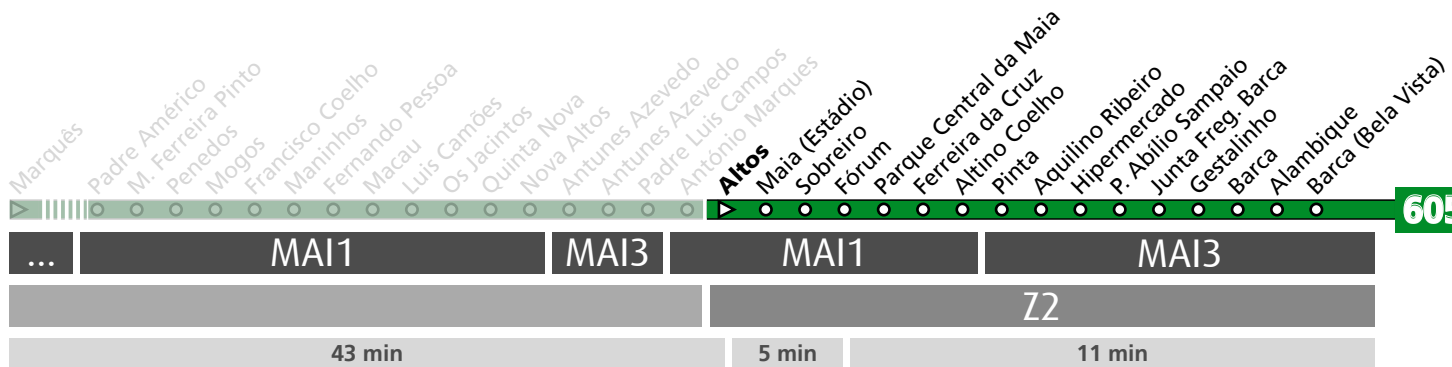 Marquês
Padre Américo
M. Ferreira Pinto
Penedos
Mogos
Francisco Coelho
Maninhos
Fernando Pessoa
Macau
Luis Camões
Os Jacintos
Quinta Nova
Nova Altos
Antunes Azevedo
Antunes Azevedo
Padre Luis Campos
António Marques
Altos
Maia (Estádio)
Sobreiro
Fórum
Parque Central da Maia
Ferreira da Cruz
Altino Coelho
Pinta
Aquilino Ribeiro
Hipermercado
P. Abílio Sampaio
Junta Freg. Barca
Gestalinho
Barca
Alambique
Barca (Bela Vista)
605
... MAI1 MAI3 MAI1 MAI3
Z2
43 min 5 min 11 min